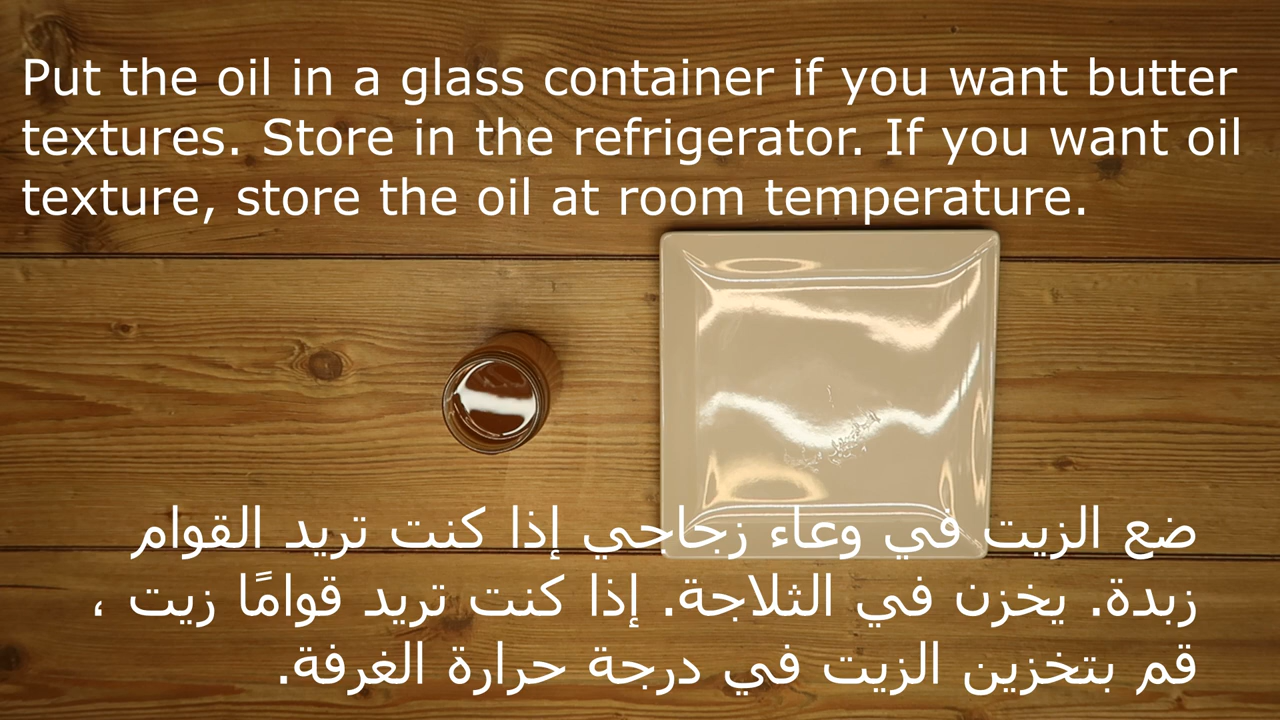 Put the oil in a glass container if you want butter
textures. Store in the refrigerator. If you want oil
texture, store the oil at room temperature.
ضع الزيت في وعاء زجاجي إذا كنت تريد القوام
زبدة. يخزن في الثلاجة. إذا كنت تريد قوامًا زيت ،
قم بتخزين الزيت في درجة حرارة الغرفة.